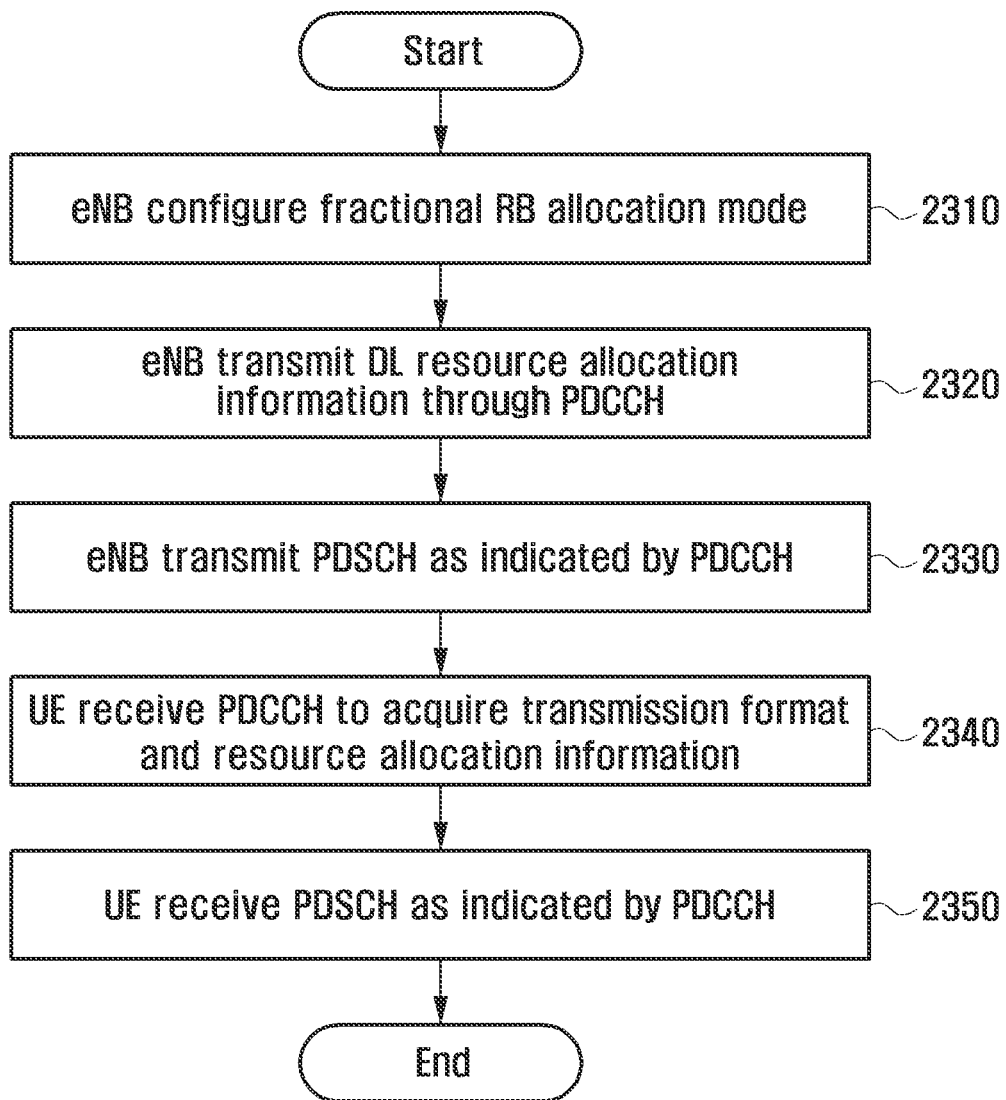 Start
eNB configure fractional RB allocation mode
2310
eNB transmit DL resource allocation
information through PDCCH
2320
eNB transmit PDSCH as indicated by PDCCH
2330
UE receive PDCCH to acquire transmission format
and resource allocation information
2340
UE receive PDSCH as indicated by PDCCH
2350
End